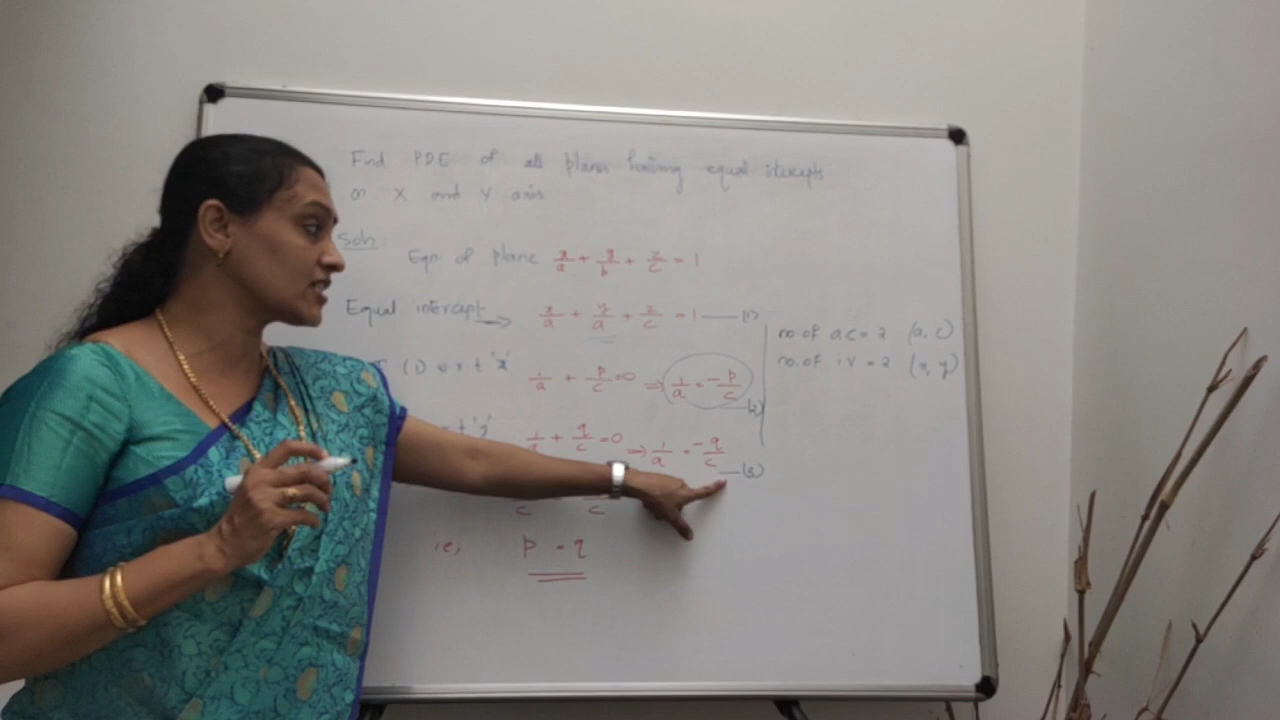 Find PDE of all planes having equal itercepts
on X and Y axis
Soln
Eqn of plane x/a + y/b + z/c = 1
Equal intercept → x/a + y/a + z/c = 1 —(1)
no of a c = 2 (a, c)
no. of i v = 2 (x, y)
(1) w r t 'x' 1/a + p/c = 0 ⇒ 1/a = -p/c —(2)
t 'y' 1/a + q/c = 0 ⇒ 1/a = -q/c —(3)
c c
ie; p = q